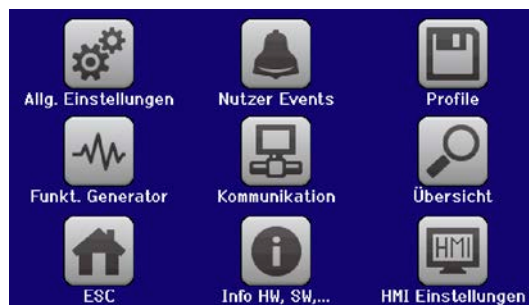 Allg. Einstellungen
Nutzer Events
Profile
Funkt. Generator
Kommunikation
Übersicht
HMI
ESC
Info HW, SW,...
HMI Einstellungen